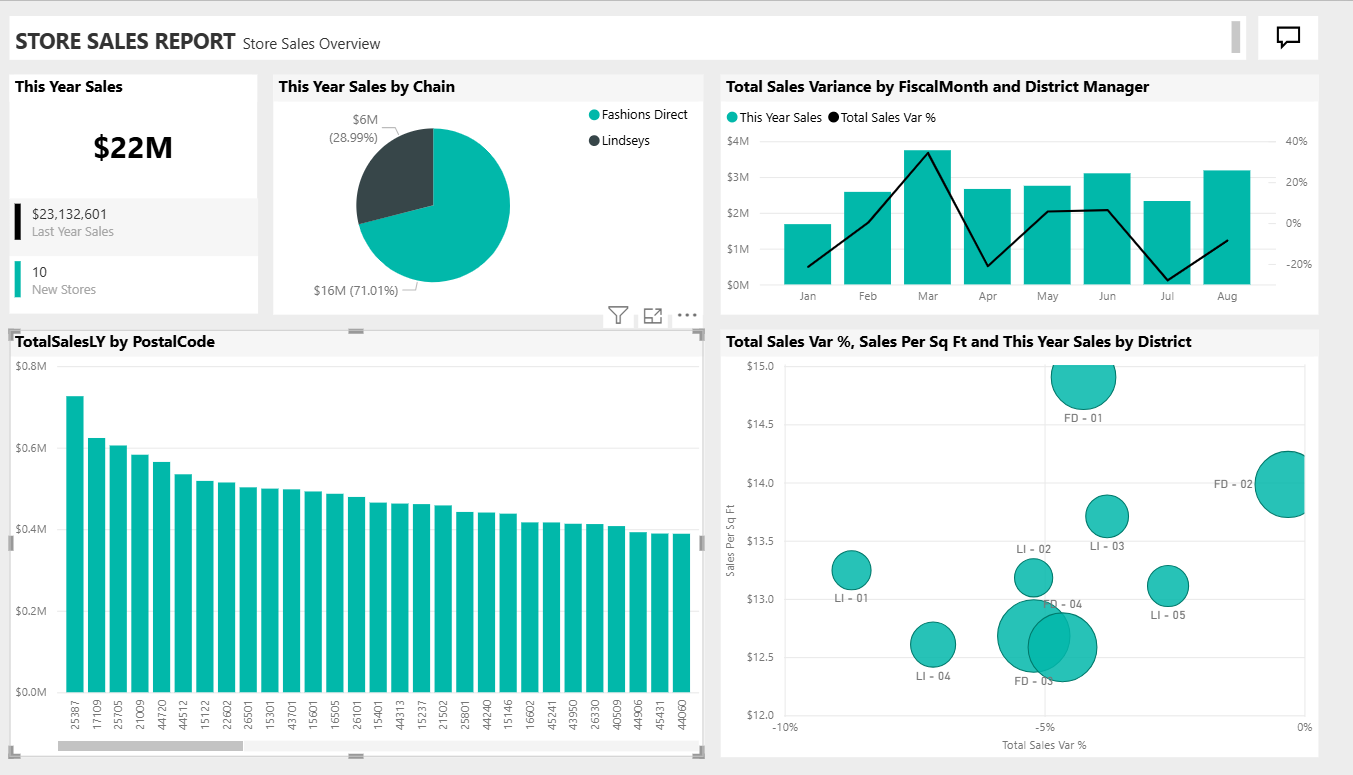 STORE SALES REPORT Store Sales Overview
This Year Sales
$22M
$23,132,601
Last Year Sales
10
New Stores
This Year Sales by Chain
Fashions Direct
Lindseys
$6M
(28.99%)
$16M (71.01%)
Total Sales Variance by FiscalMonth and District Manager
This Year Sales Total Sales Var %
$4M
$3M
$2M
$1M
$0M
40%
20%
0%
-20%
Jan Feb Mar Apr May Jun Jul Aug
TotalSalesLY by PostalCode
$0.8M
$0.6M
$0.4M
$0.2M
$0.0M
25387
17109
25705
21009
44720
44512
15122
22602
26501
15301
43701
15601
16505
26101
15401
44313
15237
21502
25801
44240
15146
16602
45241
43950
26330
40509
44906
45431
44060
Total Sales Var %, Sales Per Sq Ft and This Year Sales by District
Sales Per Sq Ft
$15.0
$14.5
$14.0
$13.5
$13.0
$12.5
$12.0
FD - 01
FD - 02
LI - 03
LI - 02
LI - 01
FD - 04
LI - 05
LI - 04
FD - 03
-10% -5% 0%
Total Sales Var %